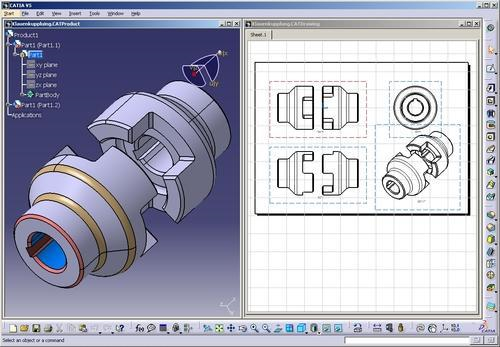 CATIA V5
Start File Edit View Insert Tools Window Help
Klauenkupplung.CATProduct
Klauenkupplung.CATDrawing
Sheet.1
Product1
Part1 (Part1.1)
Part1
xy plane
yz plane
zx plane
PartBody
Part1 (Part1.2)
Applications
Select an object or a command
CATIA